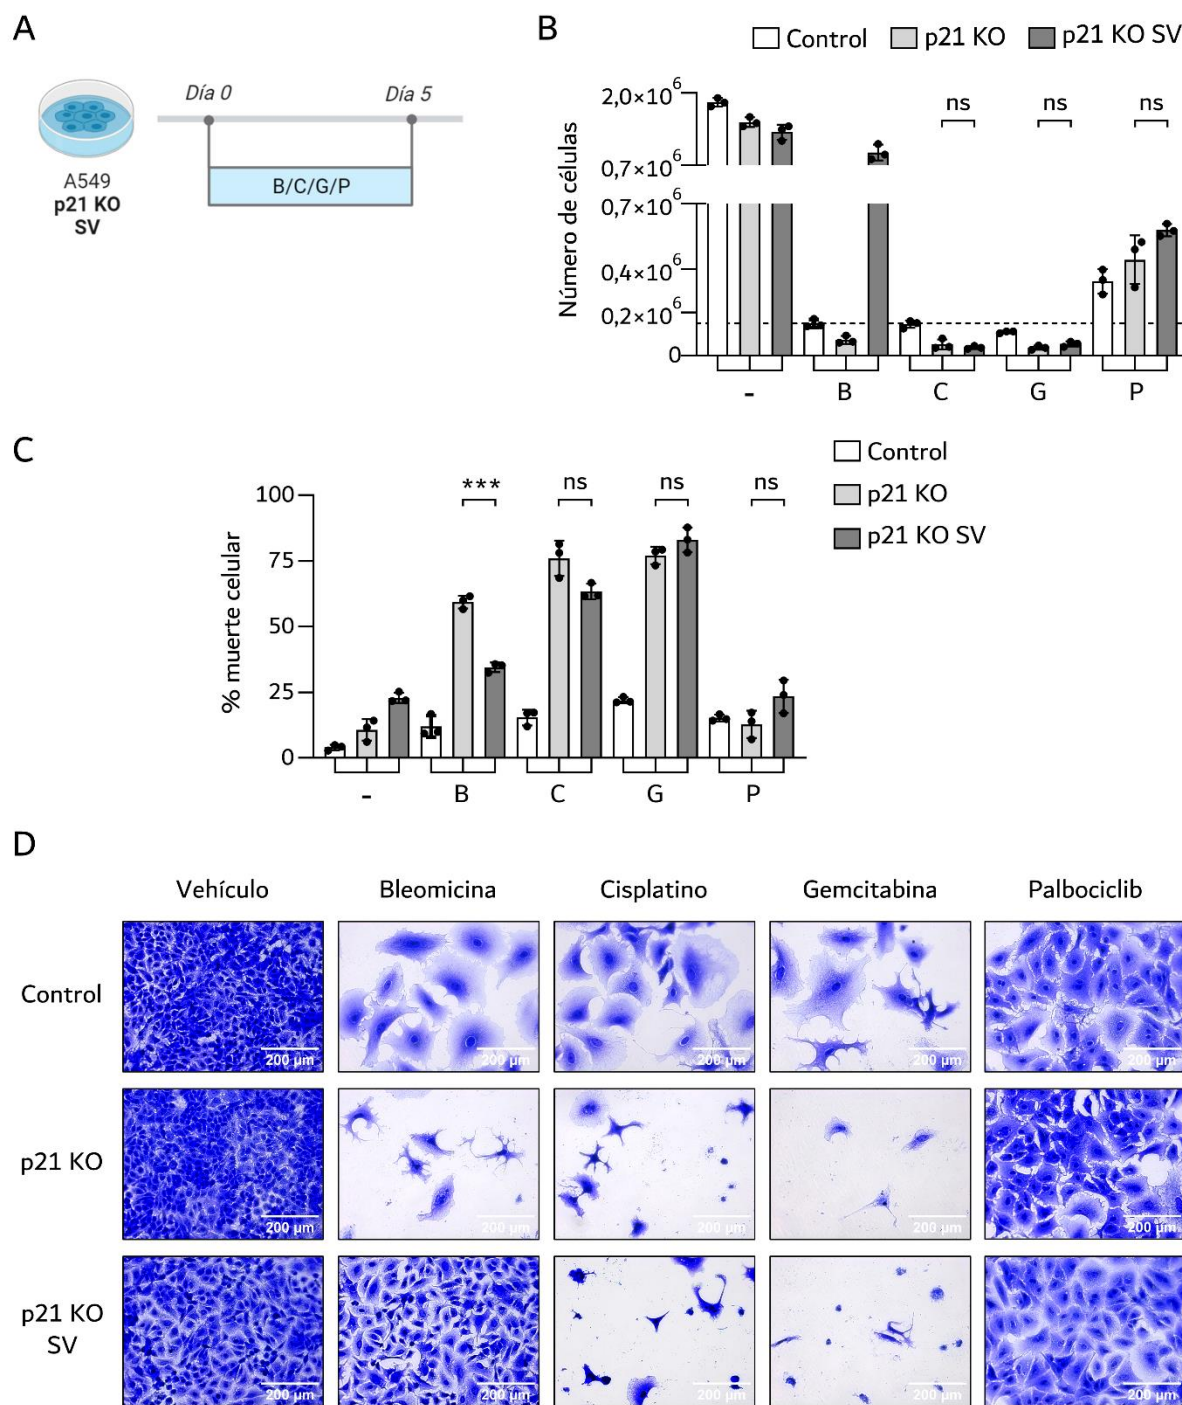 A
Día 0
Día 5
B/C/G/P
A549
p21 KO
SV
B
Control
p21 KO
p21 KO SV
Número de células
2,0×10⁶
0,7×10⁶
0,7×10⁶
0,4×10⁶
0,2×10⁶
0
ns
ns
ns
-
B
C
G
P
C
Control
p21 KO
p21 KO SV
% muerte celular
100
75
50
25
0
***
ns
ns
ns
-
B
C
G
P
D
Vehículo
Bleomicina
Cisplatino
Gemcitabina
Palbociclib
Control
200 µm
200 µm
200 µm
200 µm
200 µm
p21 KO
200 µm
200 µm
200 µm
200 µm
200 µm
p21 KO
SV
200 µm
200 µm
200 µm
200 µm
200 µm